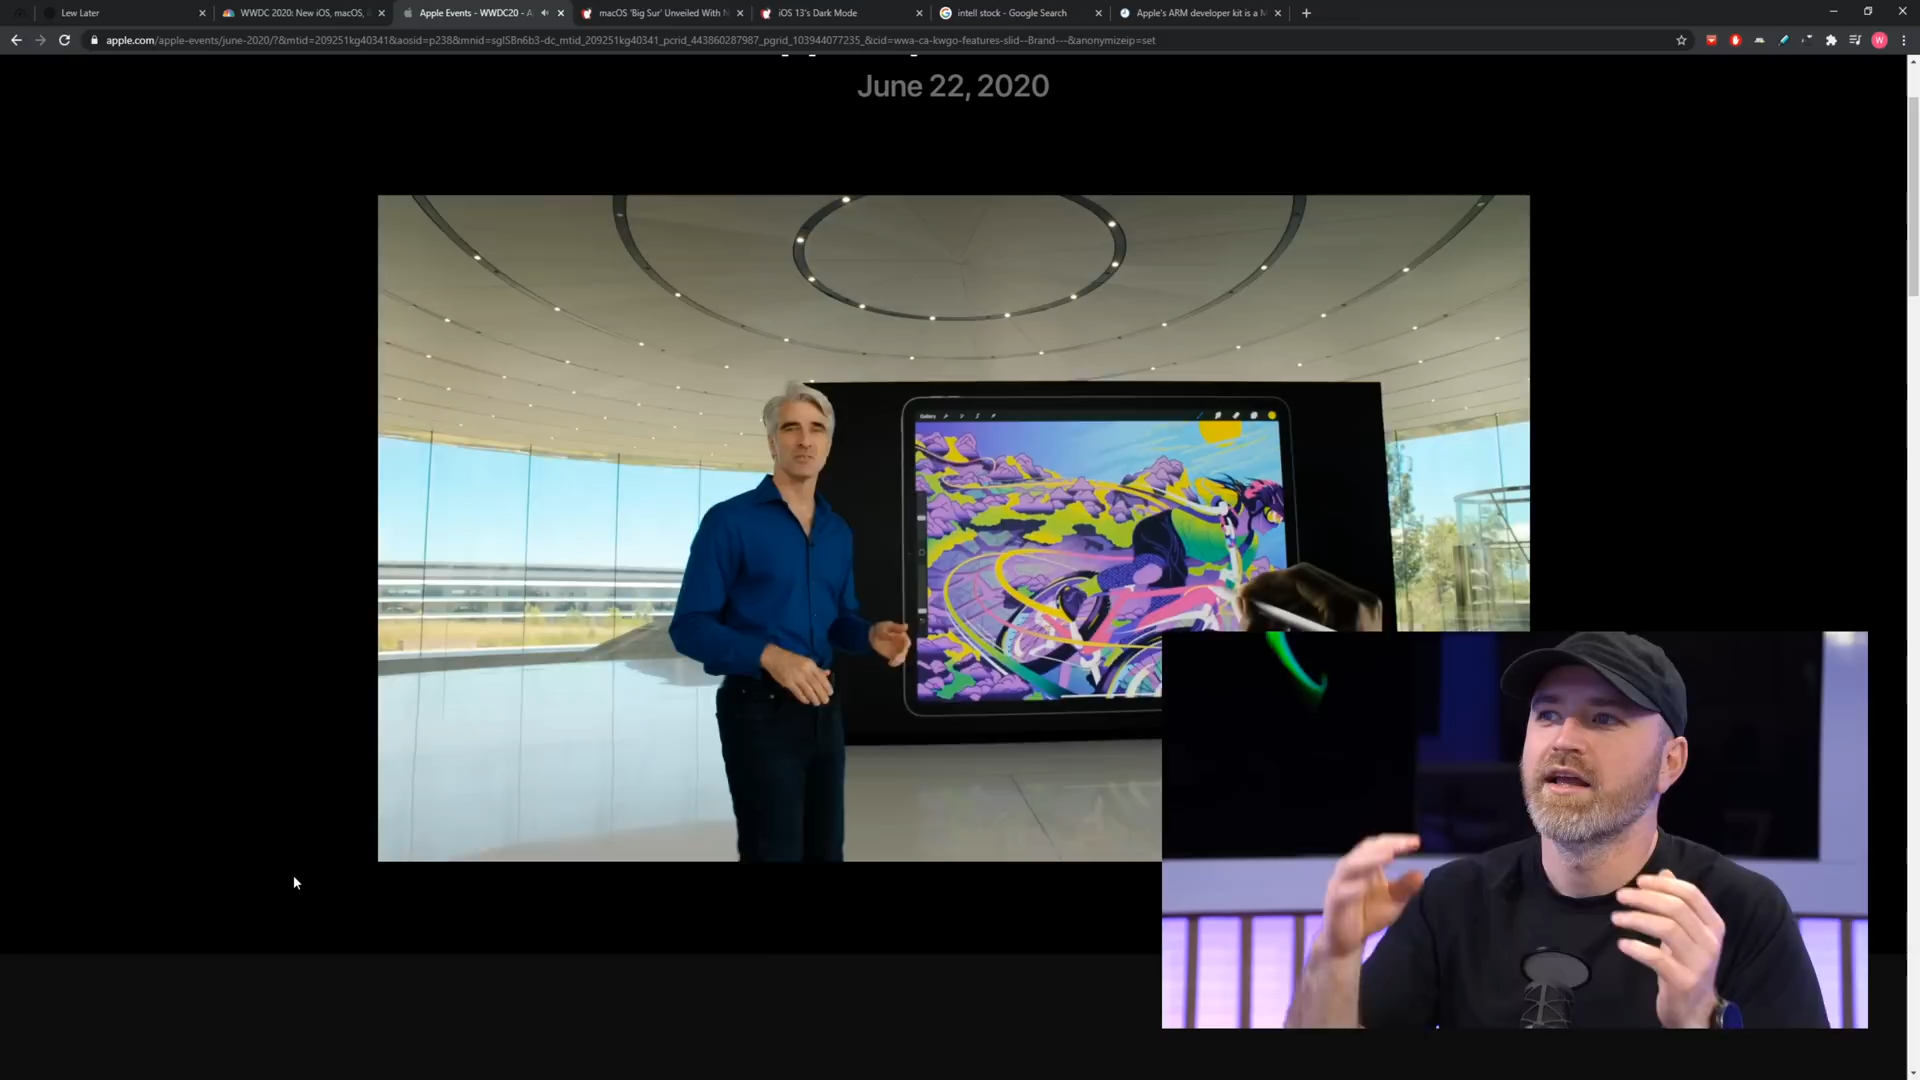 Lew Later
WWDC 2020: New iOS, macOS,
Apple Events - WWDC20 - A
macOS 'Big Sur' Unveiled With N
iOS 13's Dark Mode
intell stock - Google Search
Apple's ARM developer kit is a M
apple.com/apple-events/june-2020/?&mtid=209251kg40341&aosid=p238&mnid=sglSBn6b3-dc_mtid_209251kg40341_pcrid_443860287987_pgrid_103944077235_&cid=wwa-ca-kwgo-features-slid--Brand---&anonymizeip=set
W
June 22, 2020
Gallery